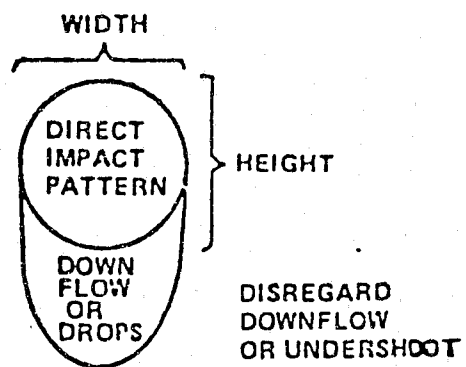 WIDTH
DIRECT
IMPACT
PATTERN
HEIGHT
DOWN
FLOW
OR
DROPS
DISREGARD
DOWNFLOW
OR UNDERSHOOT